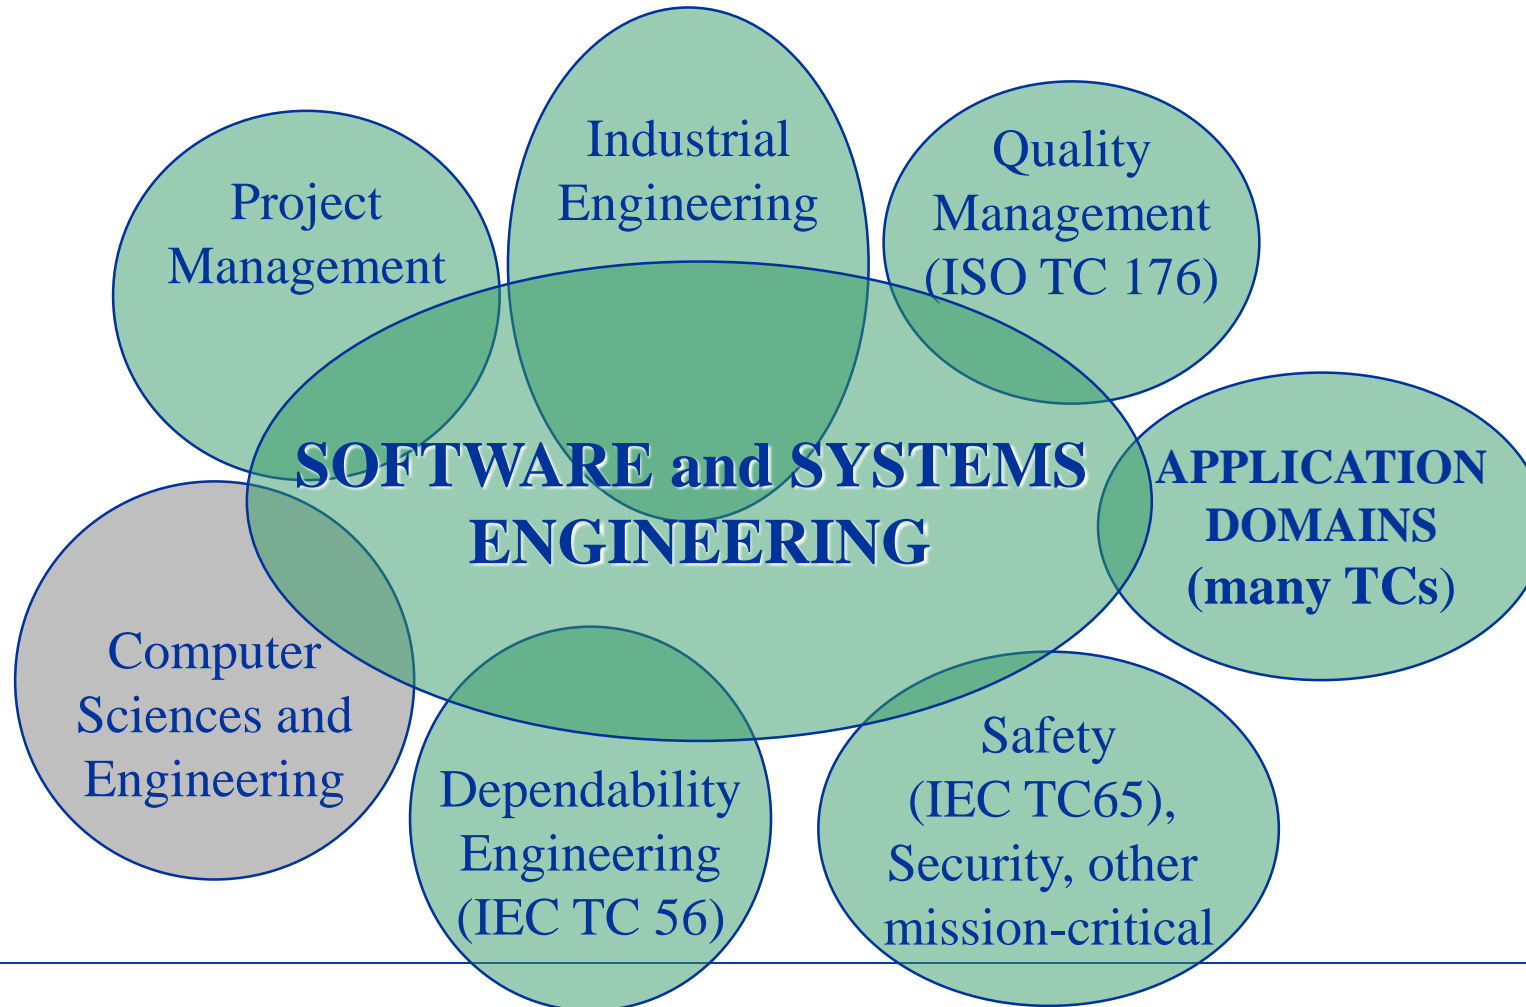 Industrial
Engineering
Project
Management
Quality
Management
(ISO TC 176)
SOFTWARE and SYSTEMS
ENGINEERING
APPLICATION
DOMAINS
(many TCs)
Computer
Sciences and
Engineering
Dependability
Engineering
(IEC TC 56)
Safety
(IEC TC65),
Security, other
mission-critical